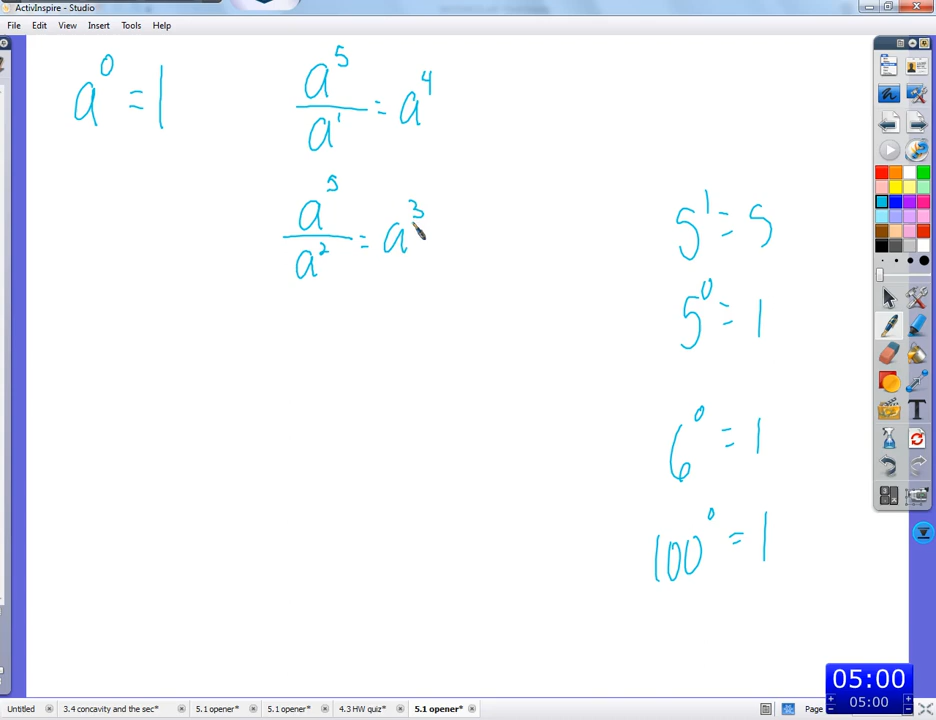 ActivInspire - Studio
File Edit View Insert Tools Help
a⁰ = 1
a⁵/a¹ = a⁴
a⁵/a² = a³
5¹ = 5
5⁰ = 1
6⁰ = 1
100⁰ = 1
05:00
05:00
Untitled 3.4 concavity and the sec* 5.1 opener* 5.1 opener* 4.3 HW quiz* 5.1 opener* Page